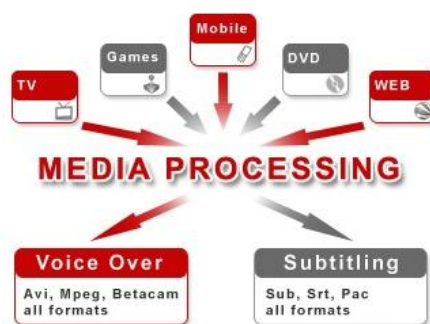 Mobile
Games
DVD
TV
WEB
MEDIA PROCESSING
Voice Over
Avi, Mpeg, Betacam
all formats
Subtitling
Sub, Srt, Pac
all formats